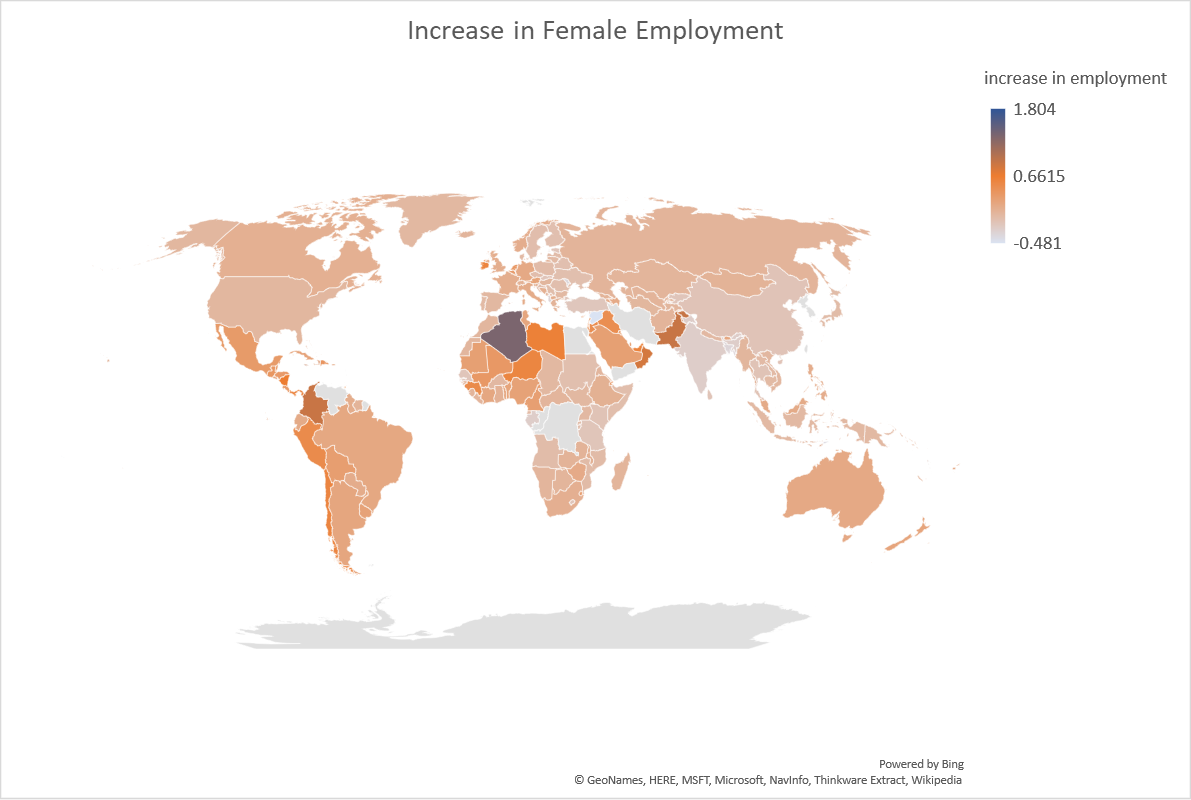 Increase in Female Employment
increase in employment
1.804
0.6615
-0.481
Powered by Bing
© GeoNames, HERE, MSFT, Microsoft, NavInfo, Thinkware Extract, Wikipedia